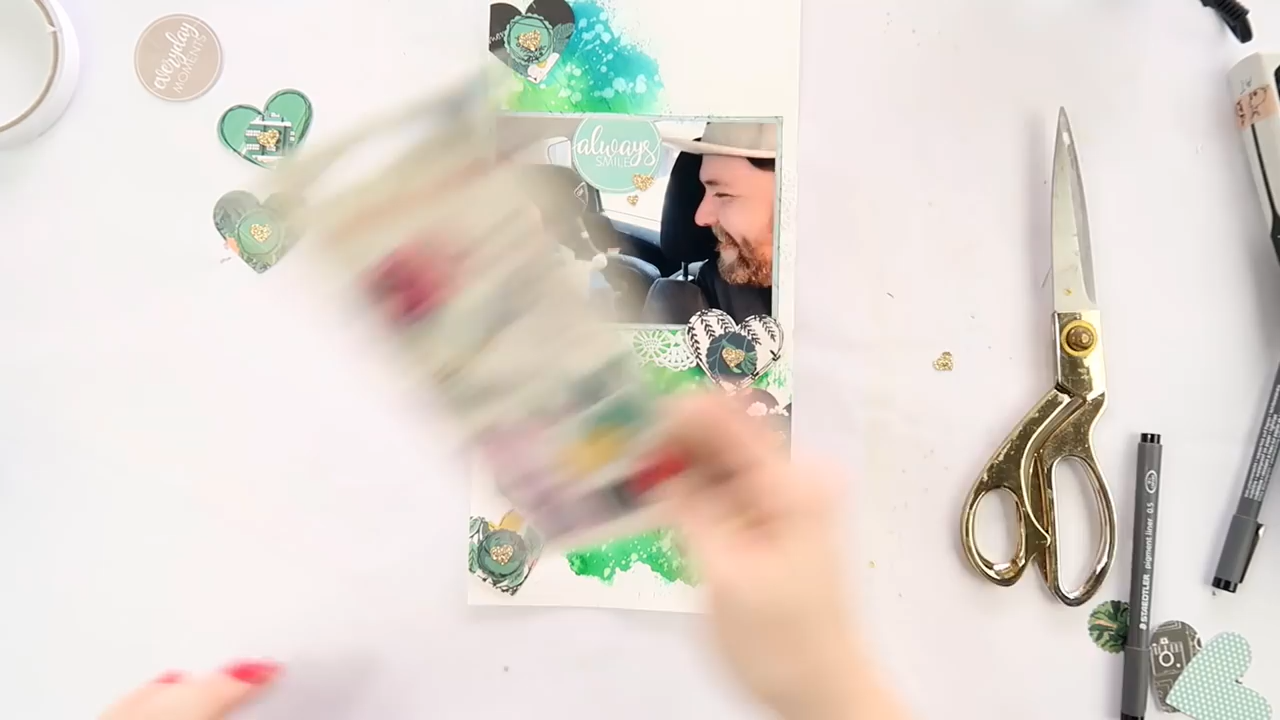 everyday
MOMENTS
always
SMILE
STAEDTLER pigment liner 0.5